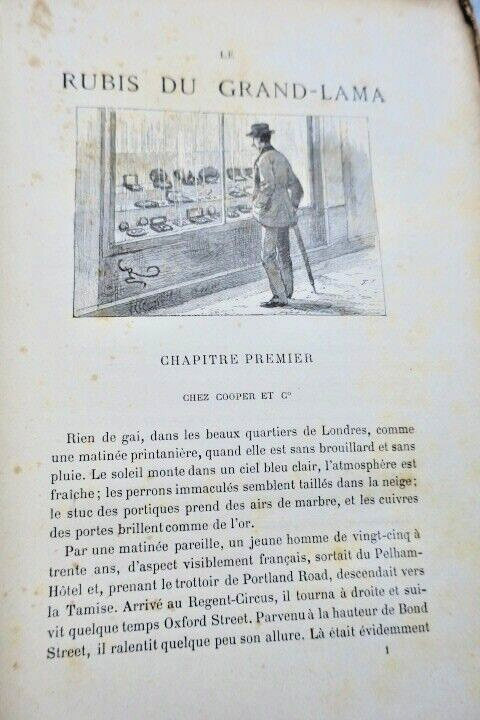 LE
RUBIS DU GRAND-LAMA
CHAPITRE PREMIER
CHEZ COOPER ET Cº
Rien de gai, dans les beaux quartiers de Londres, comme
une matinée printanière, quand elle est sans brouillard et sans
pluie. Le soleil monte dans un ciel bleu clair, l'atmosphère est
fraîche ; les perrons immaculés semblent taillés dans la neige ;
le stuc des portiques prend des airs de marbre, et les cuivres
des portes brillent comme de l'or.
Par une matinée pareille, un jeune homme de vingt-cinq à
trente ans, d'aspect visiblement français, sortait du Pelham-
Hôtel et, prenant le trottoir de Portland Road, descendait vers
la Tamise. Arrivé au Regent-Circus, il tourna à droite et sui-
vit quelque temps Oxford Street. Parvenu à la hauteur de Bond
Street, il ralentit quelque peu son allure. Là était évidemment
1